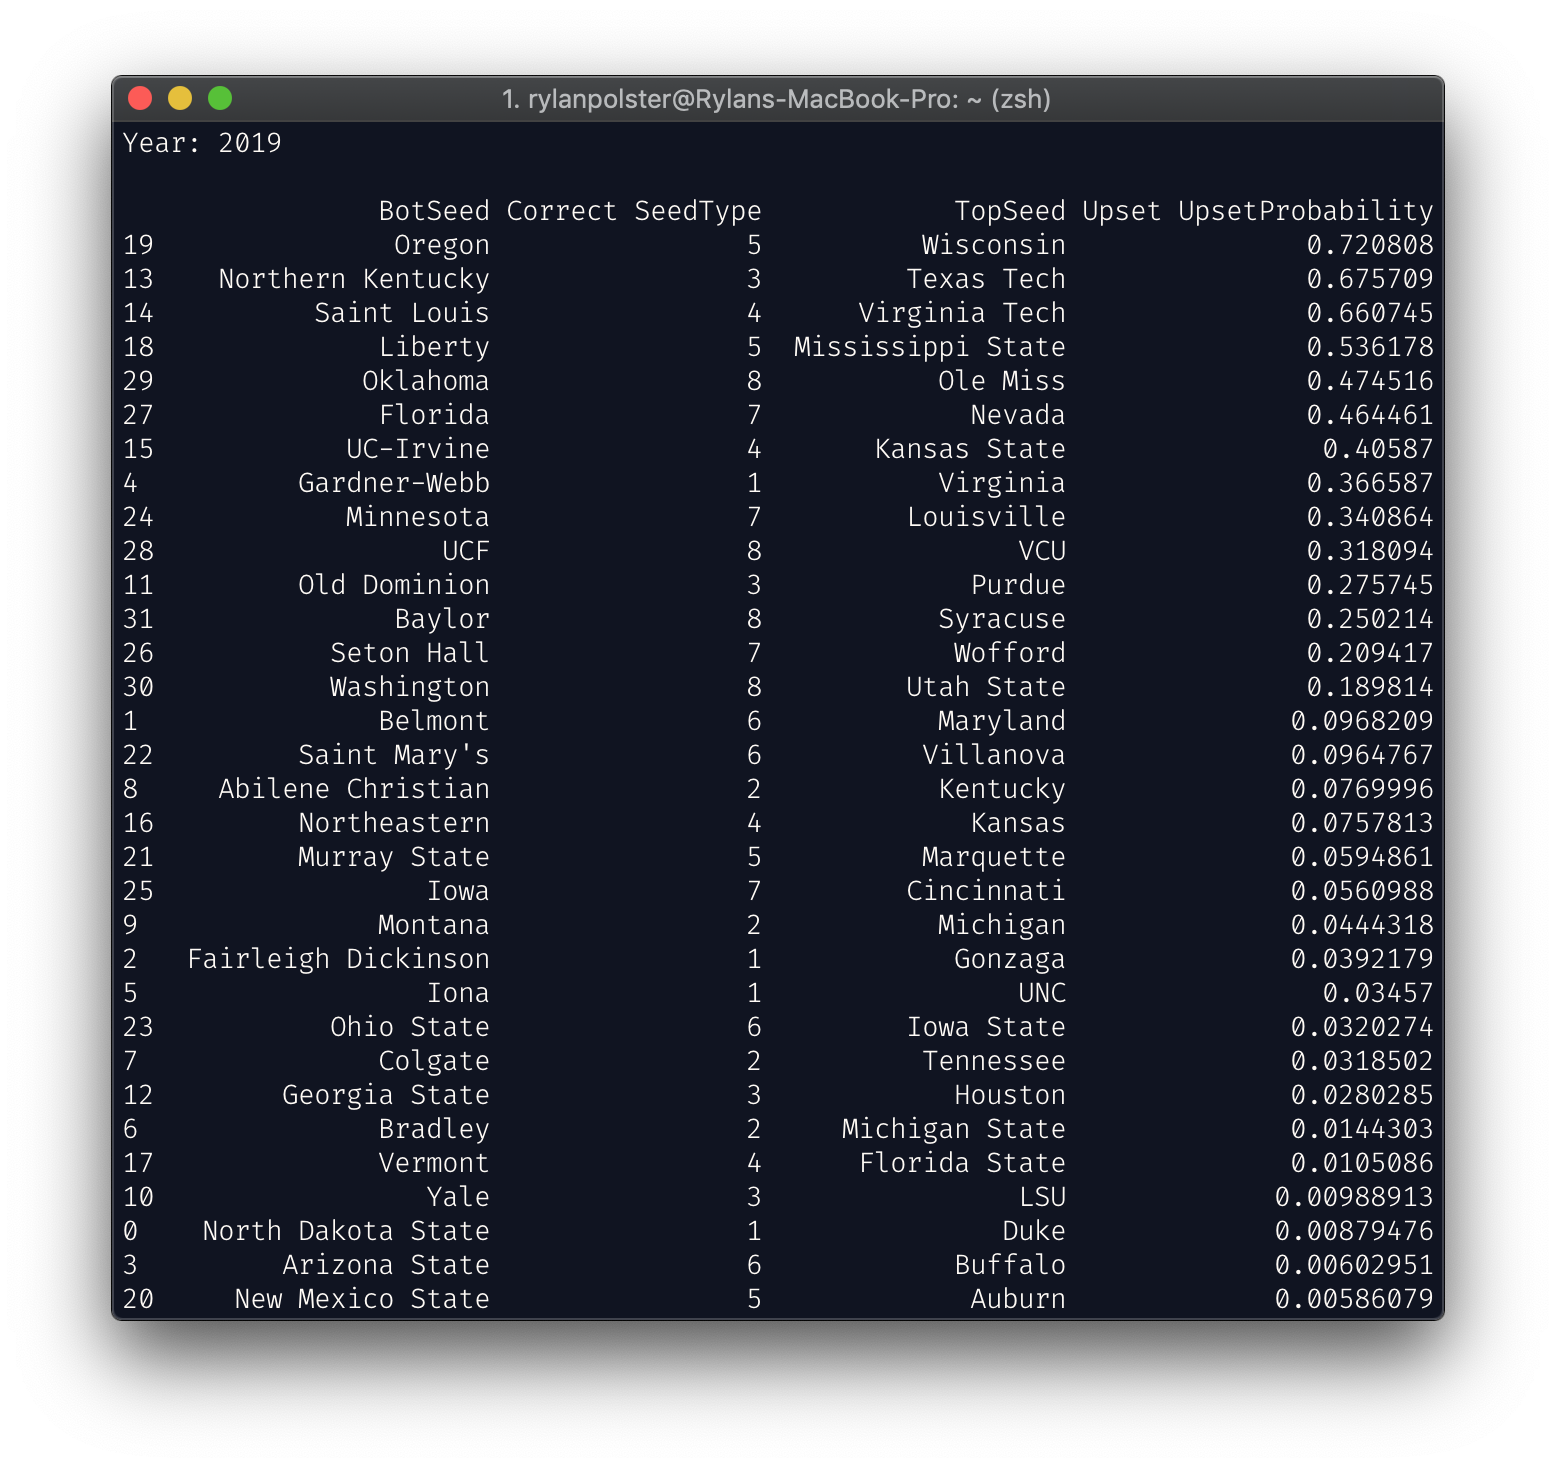 1. rylanpolster@Rylans-MacBook-Pro: ~ (zsh)
Year: 2019
BotSeed Correct SeedType TopSeed Upset UpsetProbability
19 Oregon 5 Wisconsin 0.720808
13 Northern Kentucky 3 Texas Tech 0.675709
14 Saint Louis 4 Virginia Tech 0.660745
18 Liberty 5 Mississippi State 0.536178
29 Oklahoma 8 Ole Miss 0.474516
27 Florida 7 Nevada 0.464461
15 UC-Irvine 4 Kansas State 0.40587
4 Gardner-Webb 1 Virginia 0.366587
24 Minnesota 7 Louisville 0.340864
28 UCF 8 VCU 0.318094
11 Old Dominion 3 Purdue 0.275745
31 Baylor 8 Syracuse 0.250214
26 Seton Hall 7 Wofford 0.209417
30 Washington 8 Utah State 0.189814
1 Belmont 6 Maryland 0.0968209
22 Saint Mary's 6 Villanova 0.0964767
8 Abilene Christian 2 Kentucky 0.0769996
16 Northeastern 4 Kansas 0.0757813
21 Murray State 5 Marquette 0.0594861
25 Iowa 7 Cincinnati 0.0560988
9 Montana 2 Michigan 0.0444318
2 Fairleigh Dickinson 1 Gonzaga 0.0392179
5 Iona 1 UNC 0.03457
23 Ohio State 6 Iowa State 0.0320274
7 Colgate 2 Tennessee 0.0318502
12 Georgia State 3 Houston 0.0280285
6 Bradley 2 Michigan State 0.0144303
17 Vermont 4 Florida State 0.0105086
10 Yale 3 LSU 0.00988913
0 North Dakota State 1 Duke 0.00879476
3 Arizona State 6 Buffalo 0.00602951
20 New Mexico State 5 Auburn 0.00586079